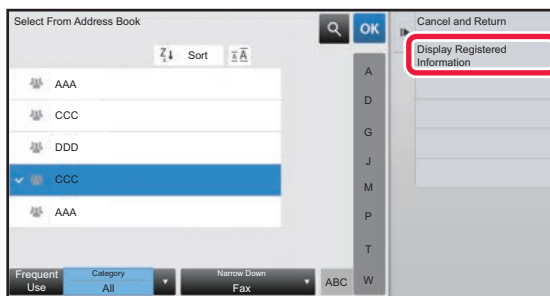 Select From Address Book
OK
Cancel and Return
Display Registered
Information
Z
A
Sort
A A
AAA
CCC
DDD
CCC
AAA
A
D
G
J
M
P
T
W
Frequent
Use
Category
All
Narrow Down
Fax
ABC